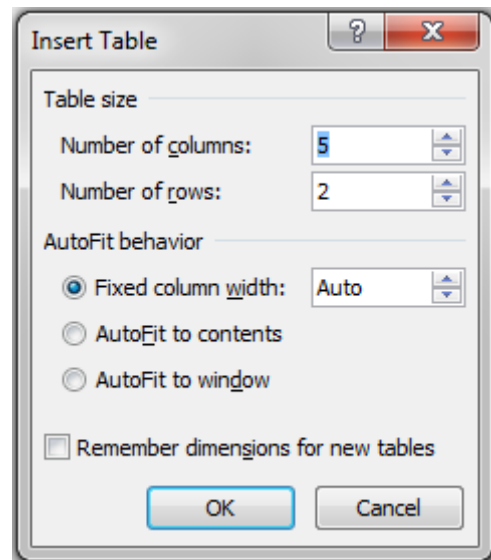 Insert Table
Table size
Number of columns: 5
Number of rows: 2
AutoFit behavior
Fixed column width: Auto
AutoFit to contents
AutoFit to window
Remember dimensions for new tables
OK Cancel